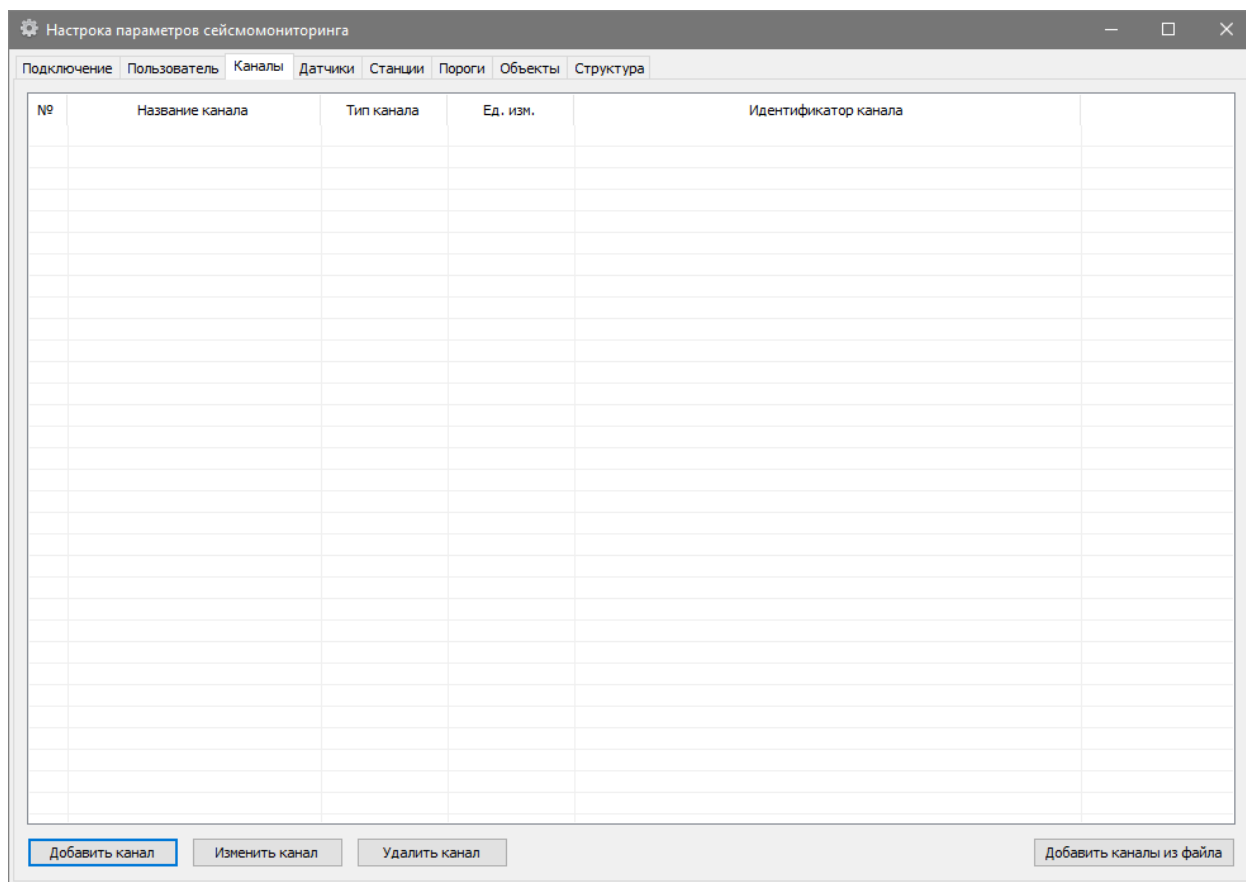 Настрока параметров сейсмомониторинга
Подключение Пользователь Каналы Датчики Станции Пороги Объекты Структура
№ Название канала Тип канала Ед. изм. Идентификатор канала
Добавить канал Изменить канал Удалить канал Добавить каналы из файла